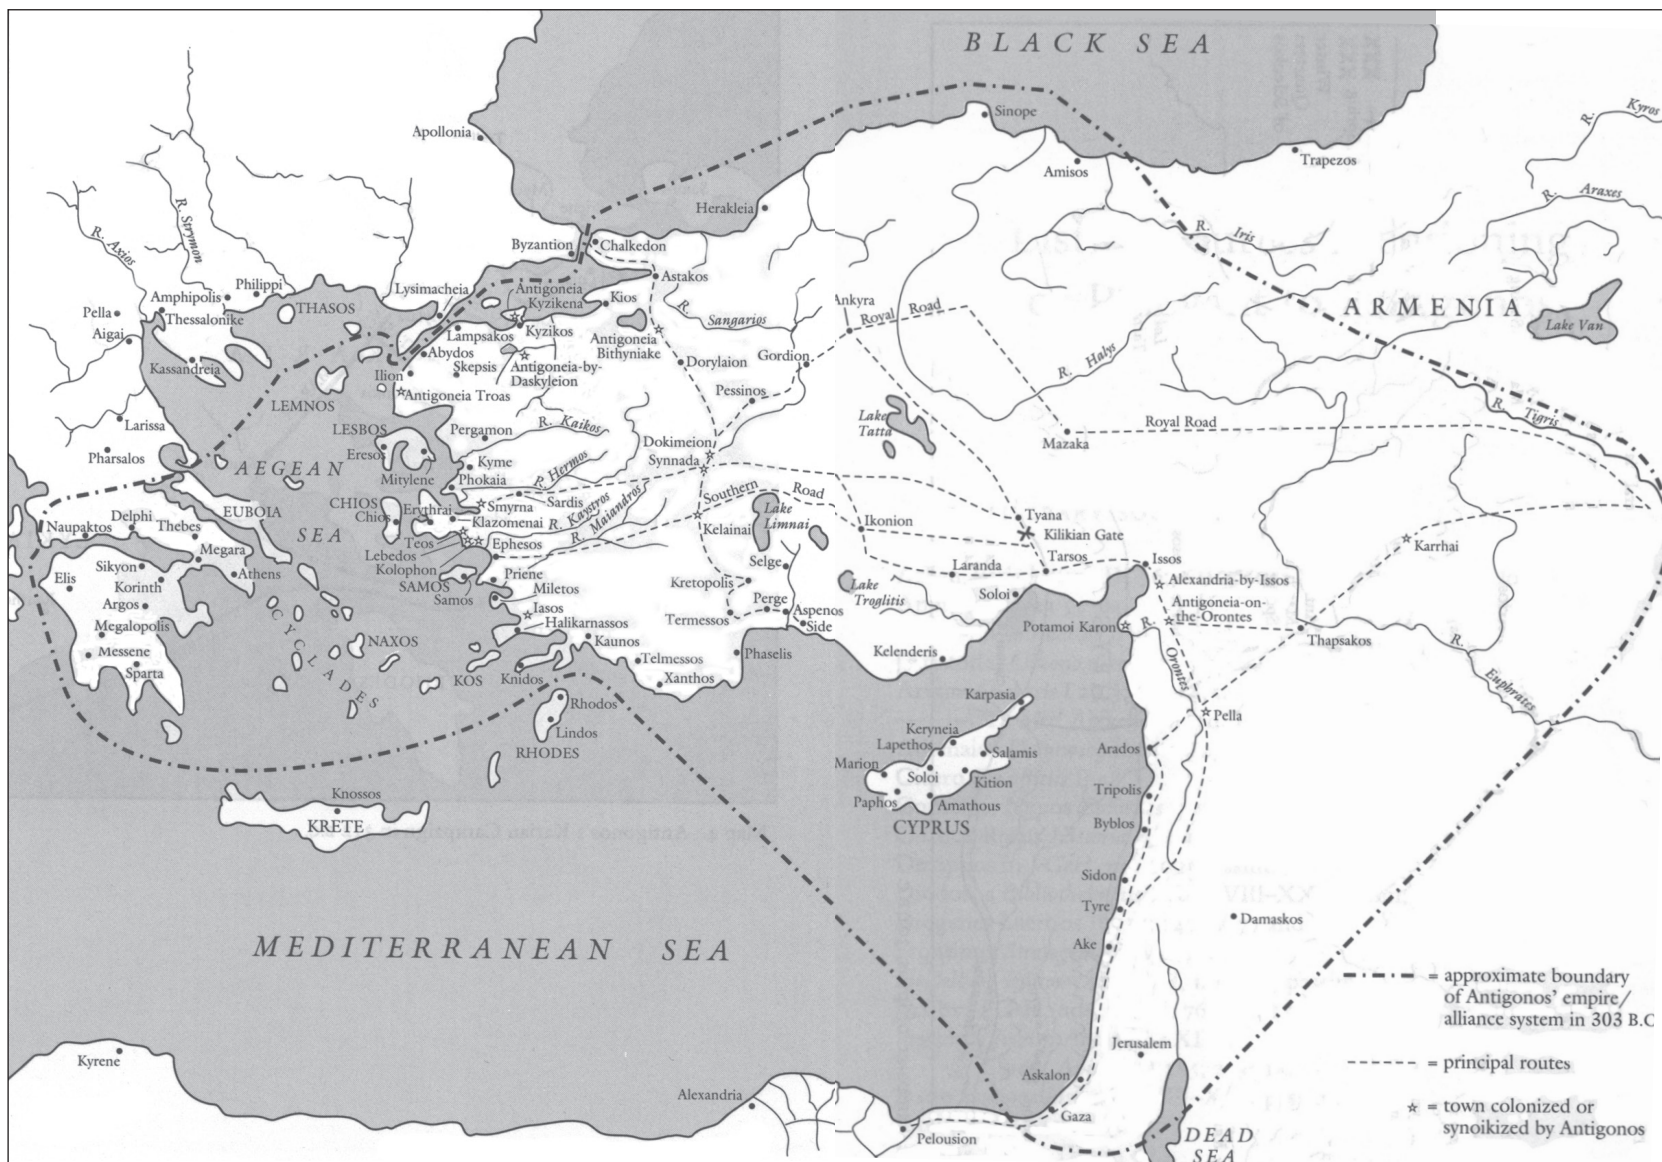 BLACK SEA
Sinope
Apollonia
Amisos
Trapezos
R. Kyros
R. Araxes
R. Strymon
R. Axios
Herakleia
R. Iris
Byzantion
Chalkedon
Astakos
Philippi
Amphipolis
Thessalonike
Pella
Aigai
THASOS
Lysimacheia
Antigoneia
Kyzikena
Kios
R. Sangarios
Ankyra
Royal Road
ARMENIA
Lake Van
Lampsakos
Kyzikos
Antigoneia
Bithyniake
Abydos
Skepsis
Antigoneia-by-
Daskyleion
Dorylaion
Gordion
R. Halys
Kassandreia
Ilion
Antigoneia Troas
Pessinos
LEMNOS
Larissa
Pharsalos
LESBOS
Eresos
Mitylene
Pergamon
R. Kaikos
Lake
Tatta
Mazaka
Royal Road
R. Tigris
Dokimeion
Synnada
AEGEAN
SEA
Kyme
Phokaia
R. Hermos
Sardis
CHIOS
Chios
Erythrai
Smyrna
Klazomenai
R. Kaystros
R. Maiandros
Southern Road
Lake
Limnai
Kelainai
Ikonion
Tyana
Kilikian Gate
Karrhai
EUBOIA
Naupaktos
Delphi
Thebes
Megara
Athens
Sikyon
Korinth
Elis
Argos
Megalopolis
Messene
Sparta
Teos
Lebedos
Kolophon
Ephesos
SAMOS
Samos
Priene
Miletos
Iasos
Halikarnassos
Selge
Kretopolis
Perge
Termessos
Aspenos
Side
Lake
Troglitis
Laranda
Tarsos
Issos
Soloi
Alexandria-by-Issos
Antigoneia-on-
the-Orontes
Potamoi Karon
R. Orontes
Thapsakos
R. Euphrates
CYCLADES
NAXOS
KOS
Knidos
Kaunos
Telmessos
Xanthos
Phaselis
Kelenderis
Rhodos
Lindos
RHODES
Karpasia
Keryneia
Lapethos
Salamis
Marion
Soloi
Kition
Paphos
Amathous
CYPRUS
Pella
Arados
Tripolis
Byblos
Sidon
Tyre
Ake
Damaskos
Knossos
KRETE
MEDITERRANEAN SEA
Kyrene
Alexandria
Jerusalem
Askalon
Gaza
Pelousion
DEAD
SEA
= approximate boundary
of Antigonos' empire/
alliance system in 303 B.C
= principal routes
= town colonized or
synoikized by Antigonos